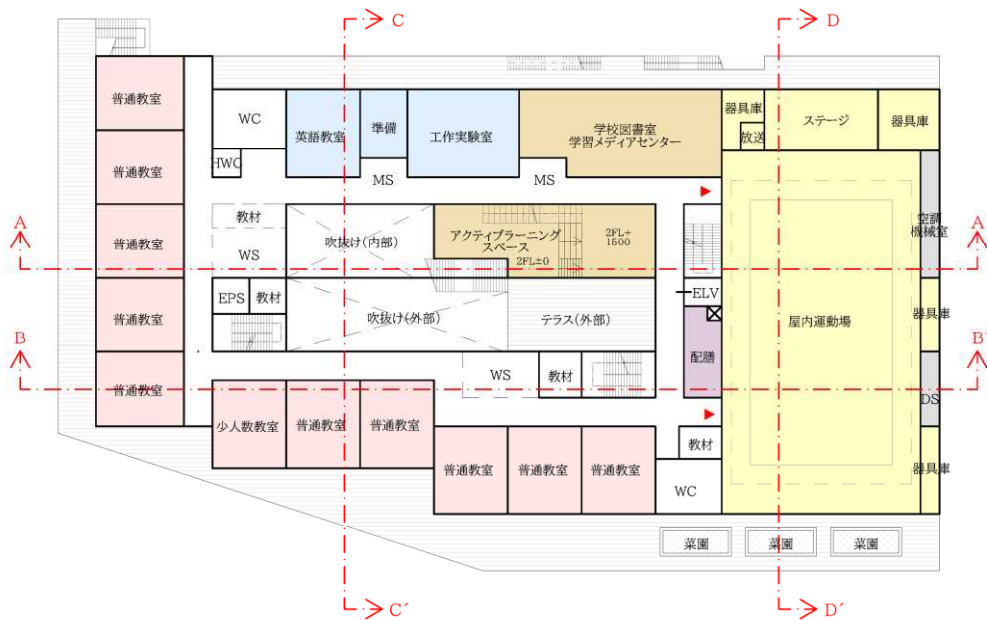 C
D
普通教室
WC
英語教室
準備
工作実験室
学校図書室
学習メディアセンター
器具庫
放送
ステージ
器具庫
HWC
MS
MS
普通教室
A
教材
WS
吹抜け(内部)
アクティブラーニング
スペース
2FL±0
2FL+
1500
空調
機械室
A´
普通教室
EPS
教材
吹抜け(外部)
テラス(外部)
ELV
屋内運動場
器具庫
普通教室
B
WS
教材
配膳
B´
DS
普通教室
少人数教室
普通教室
普通教室
普通教室
普通教室
普通教室
教材
WC
器具庫
菜園
菜園
菜園
C´
D´